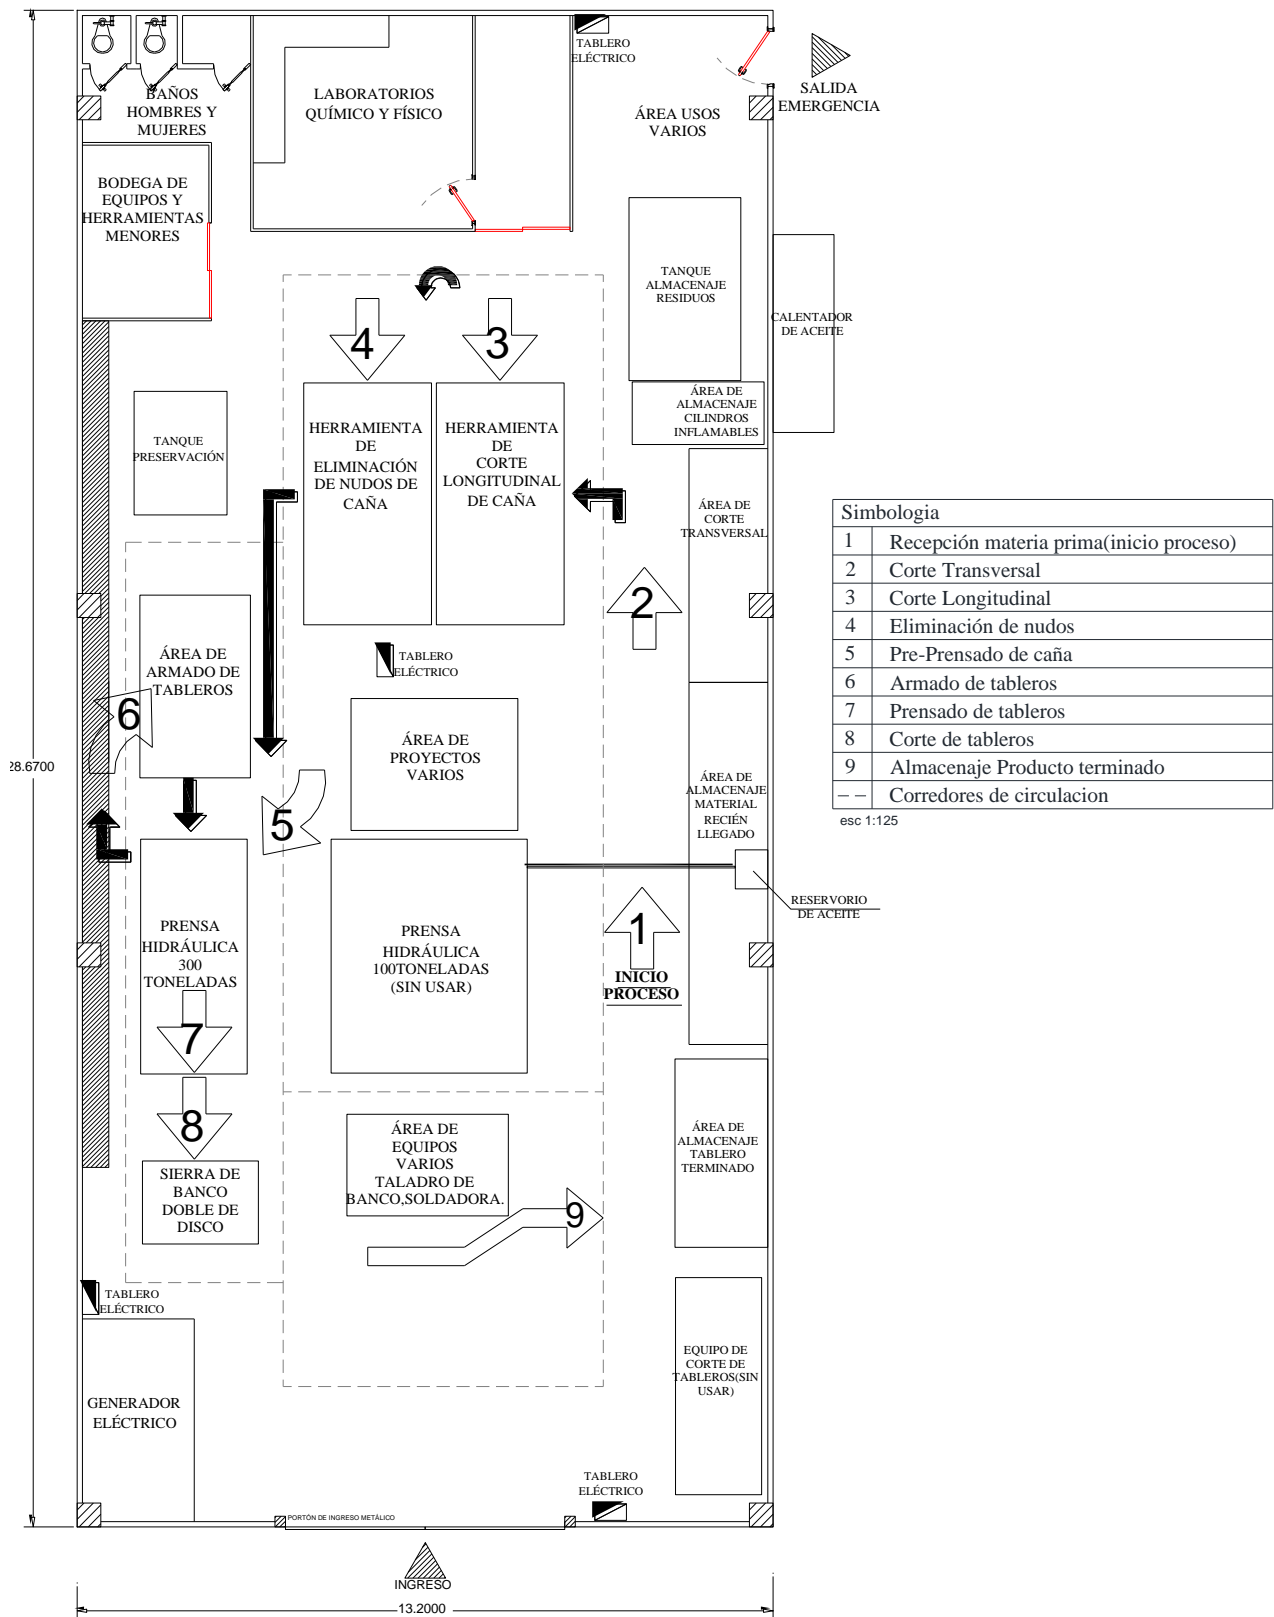 TABLERO
ELÉCTRICO
SALIDA
EMERGENCIA
BAÑOS
HOMBRES Y
MUJERES
LABORATORIOS
QUÍMICO Y FÍSICO
ÁREA USOS
VARIOS
BODEGA DE
EQUIPOS Y
HERRAMIENTAS
MENORES
TANQUE
ALMACENAJE
RESIDUOS
CALENTADOR
DE ACEITE
4
3
ÁREA DE
ALMACENAJE
CILINDROS
INFLAMABLES
TANQUE
PRESERVACIÓN
HERRAMIENTA
DE
ELIMINACIÓN
DE NUDOS DE
CAÑA
HERRAMIENTA
DE
CORTE
LONGITUDINAL
DE CAÑA
ÁREA DE
CORTE
TRANSVERSAL
2
Simbologia
1 Recepción materia prima(inicio proceso)
2 Corte Transversal
3 Corte Longitudinal
4 Eliminación de nudos
5 Pre-Prensado de caña
6 Armado de tableros
7 Prensado de tableros
8 Corte de tableros
9 Almacenaje Producto terminado
Corredores de circulacion
esc 1:125
ÁREA DE
ARMADO DE
TABLEROS
6
TABLERO
ELÉCTRICO
28.6700
ÁREA DE
PROYECTOS
VARIOS
5
ÁREA DE
ALMACENAJE
MATERIAL
RECIÉN
LLEGADO
RESERVORIO
DE ACEITE
PRENSA
HIDRÁULICA
300
TONELADAS
7
PRENSA
HIDRÁULICA
100TONELADAS
(SIN USAR)
1
INICIO
PROCESO
8
SIERRA DE
BANCO
DOBLE DE
DISCO
ÁREA DE
EQUIPOS
VARIOS
TALADRO DE
BANCO,SOLDADORA.
9
ÁREA DE
ALMACENAJE
TABLERO
TERMINADO
TABLERO
ELÉCTRICO
GENERADOR
ELÉCTRICO
EQUIPO DE
CORTE DE
TABLEROS(SIN
USAR)
TABLERO
ELÉCTRICO
PORTÓN DE INGRESO METÁLICO
INGRESO
13.2000